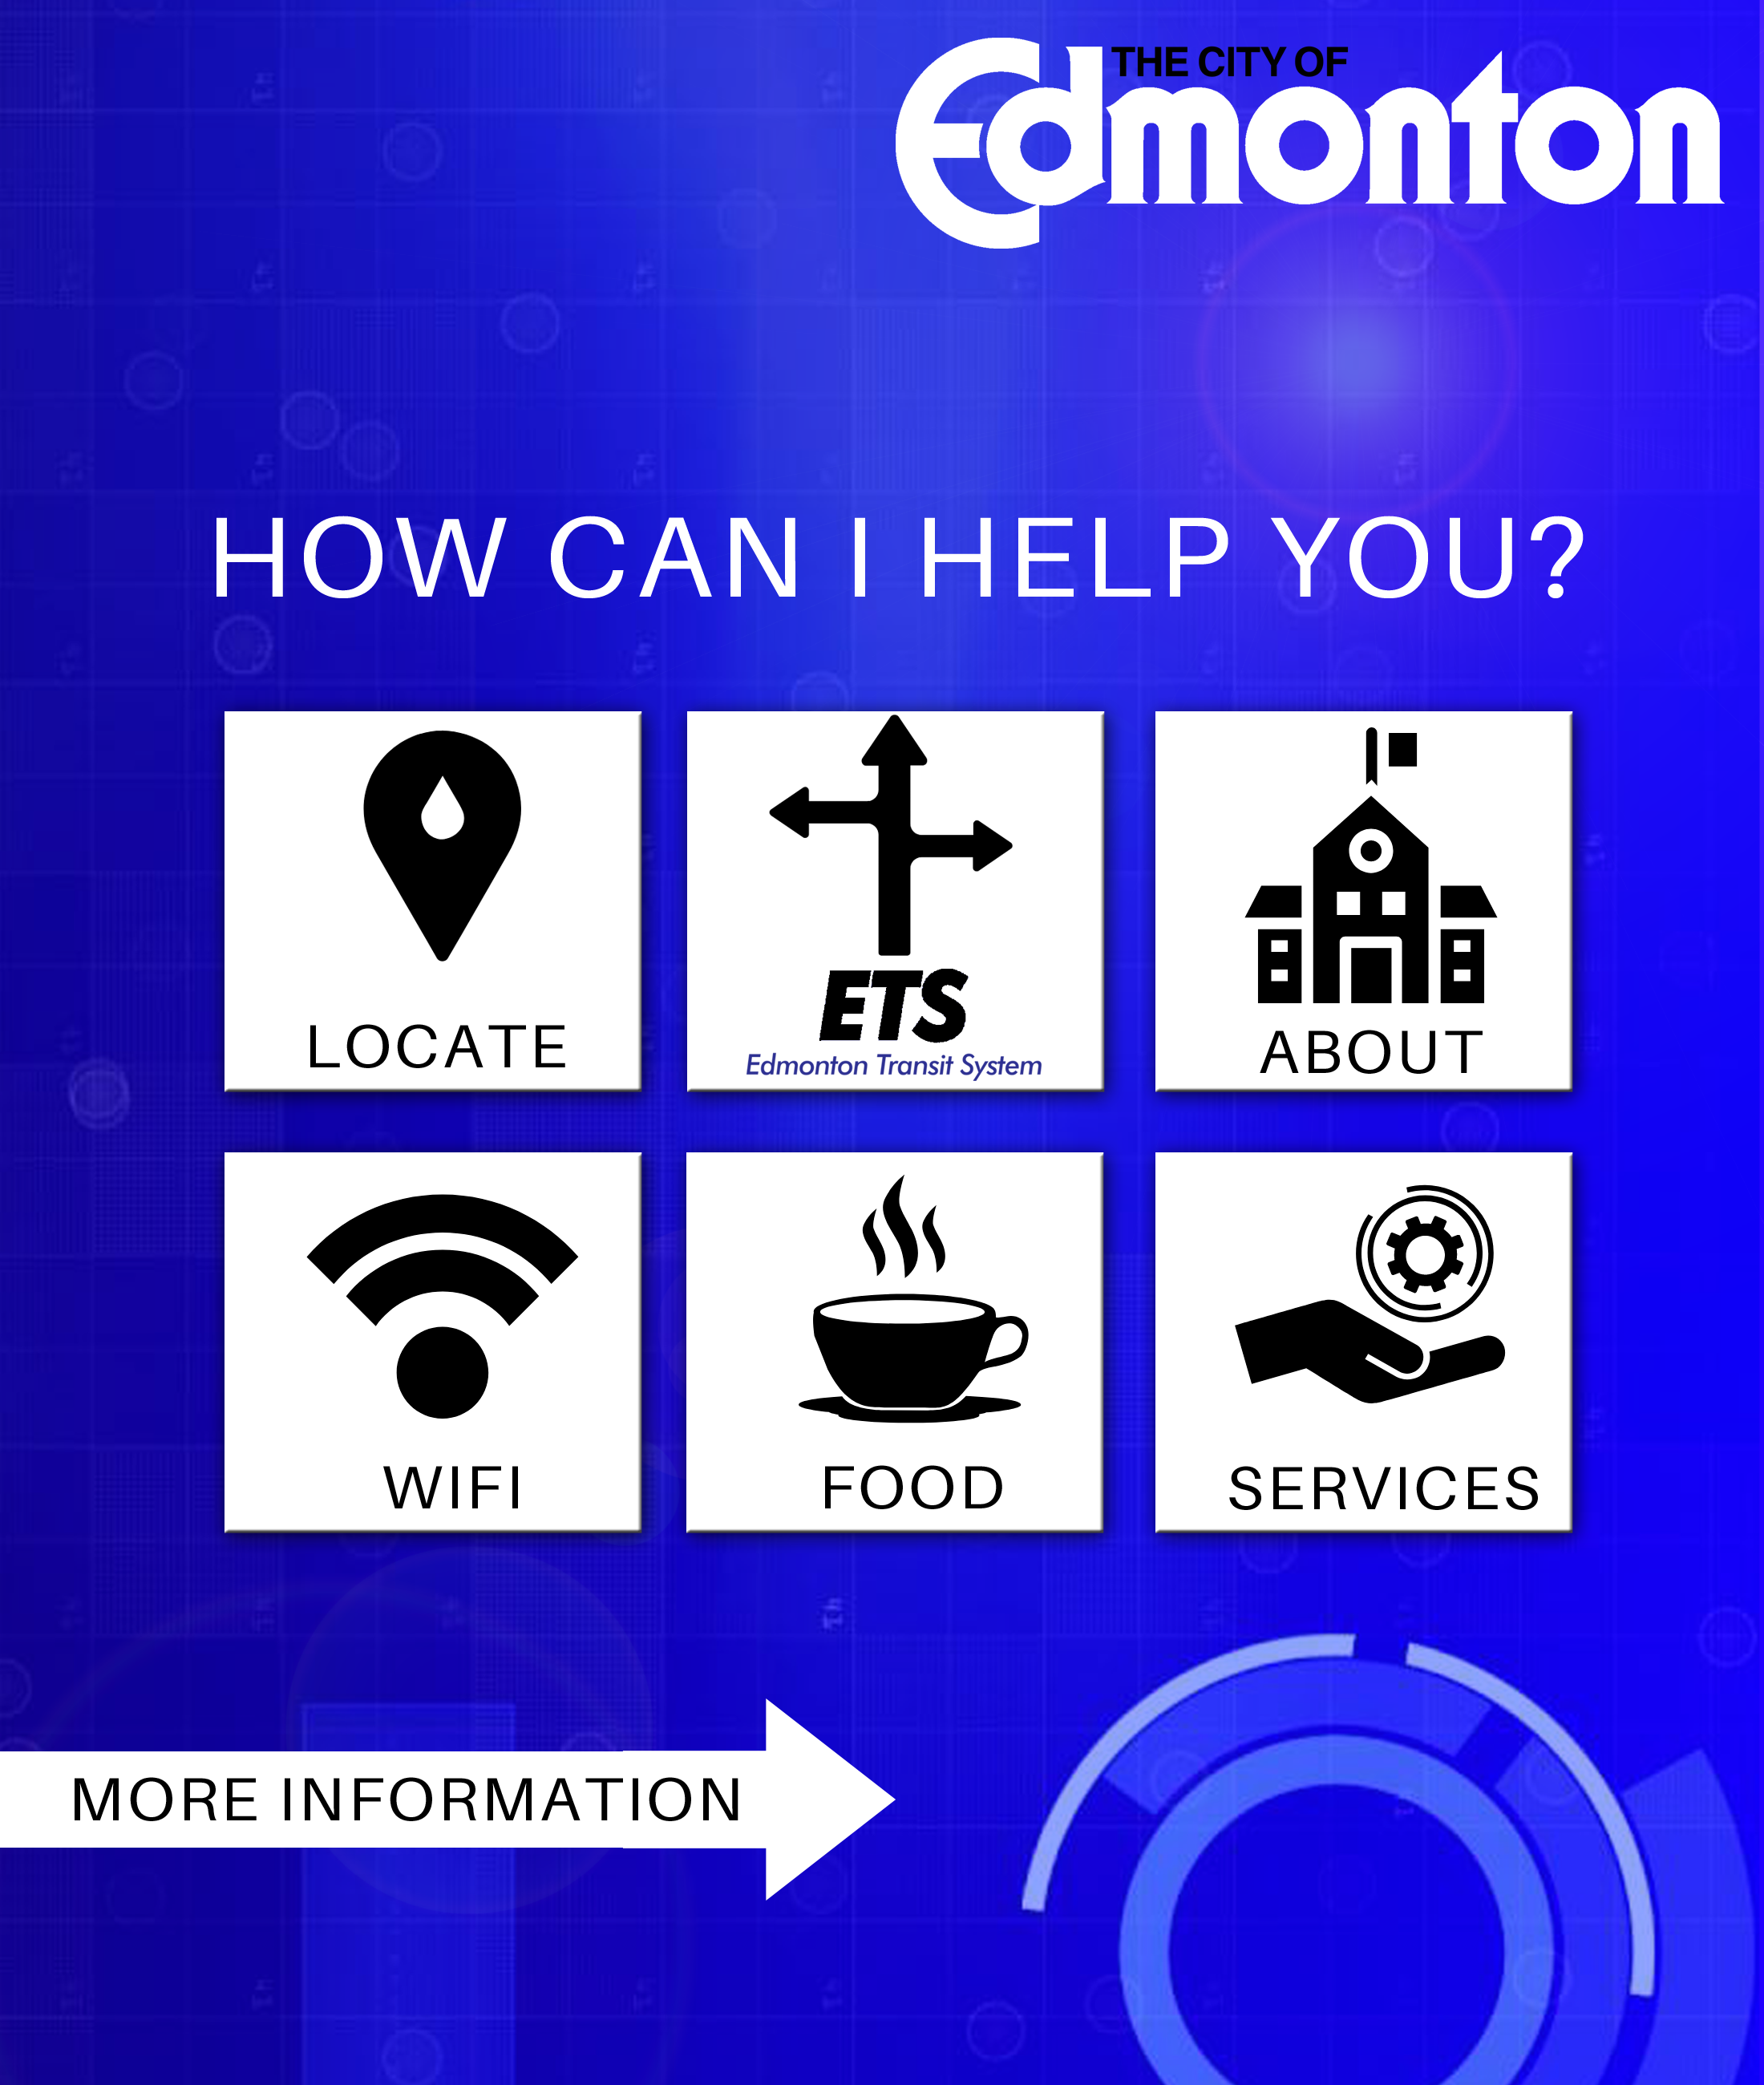 THE CITY OF
Edmonton
HOW CAN I HELP YOU?
LOCATE
ETS
Edmonton Transit System
ABOUT
WIFI
FOOD
SERVICES
MORE INFORMATION